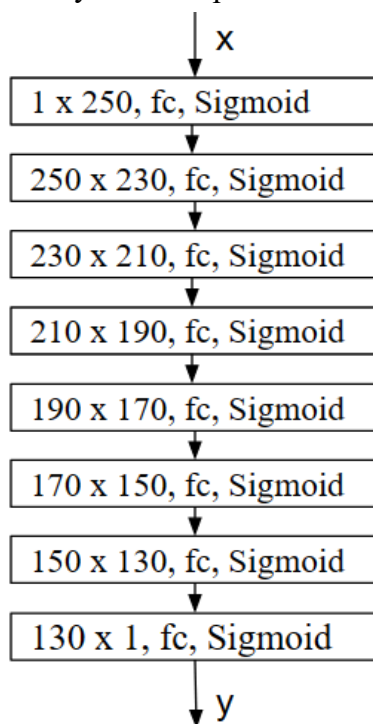 x
1 x 250, fc, Sigmoid
250 x 230, fc, Sigmoid
230 x 210, fc, Sigmoid
210 x 190, fc, Sigmoid
190 x 170, fc, Sigmoid
170 x 150, fc, Sigmoid
150 x 130, fc, Sigmoid
130 x 1, fc, Sigmoid
y